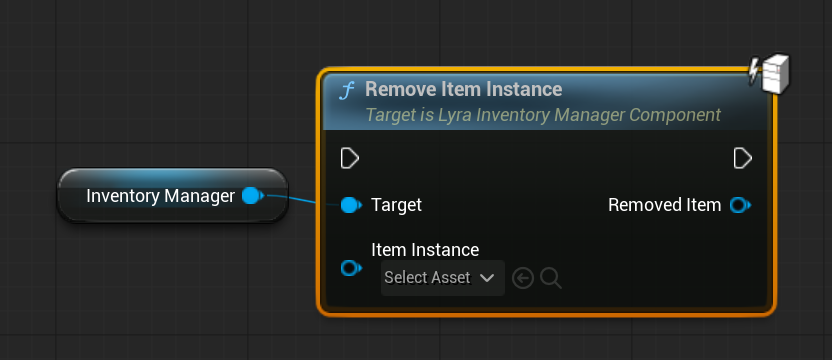 Remove Item Instance
Target is Lyra Inventory Manager Component
Inventory Manager
Target
Removed Item
Item Instance
Select Asset